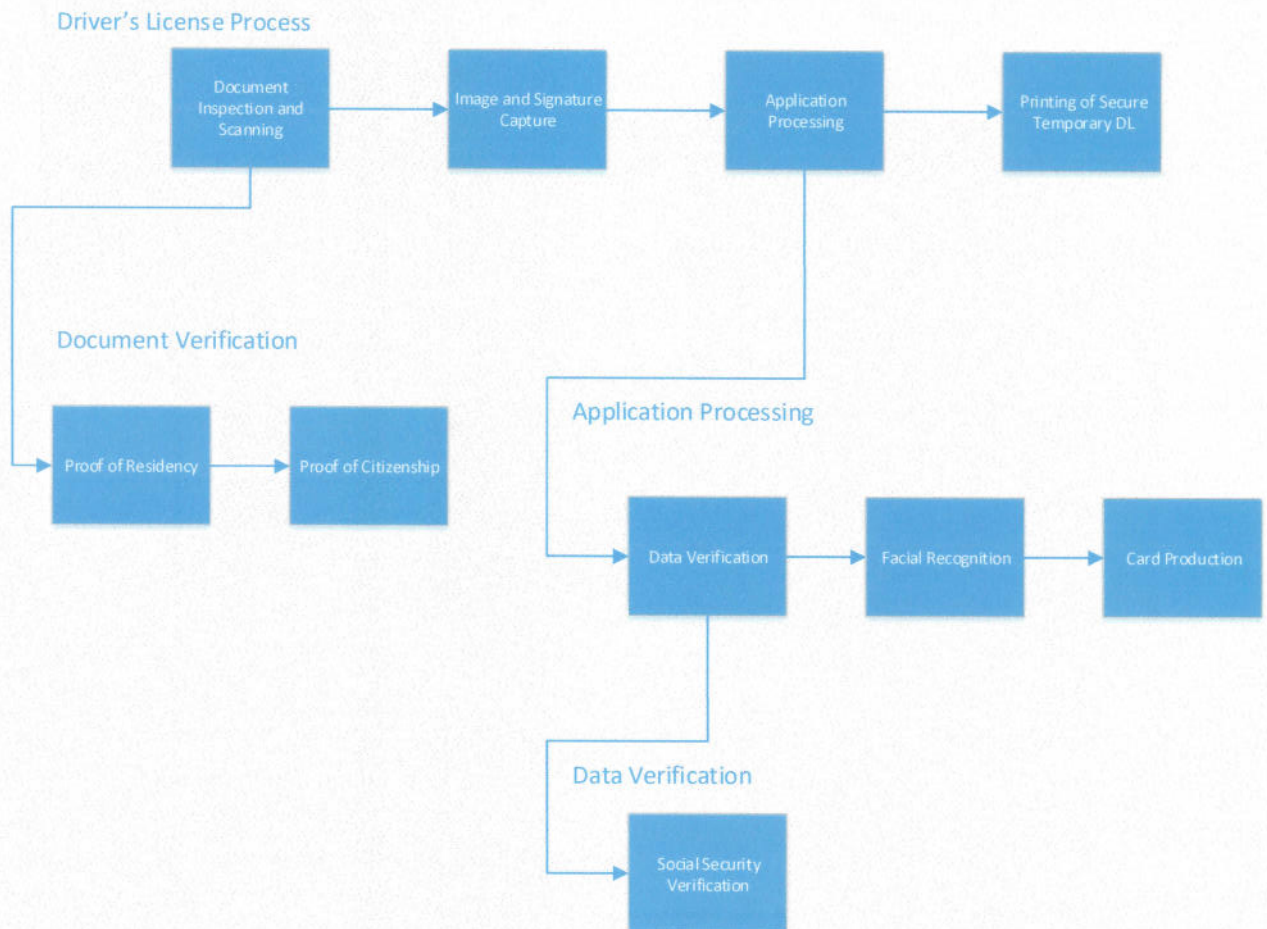 Driver's License Process
Document
Inspection and
Scanning
Image and Signature
Capture
Application
Processing
Printing of Secure
Temporary DL
Document Verification
Proof of Residency
Proof of Citizenship
Application Processing
Data Verification
Facial Recognition
Card Production
Data Verification
Social Security
Verification